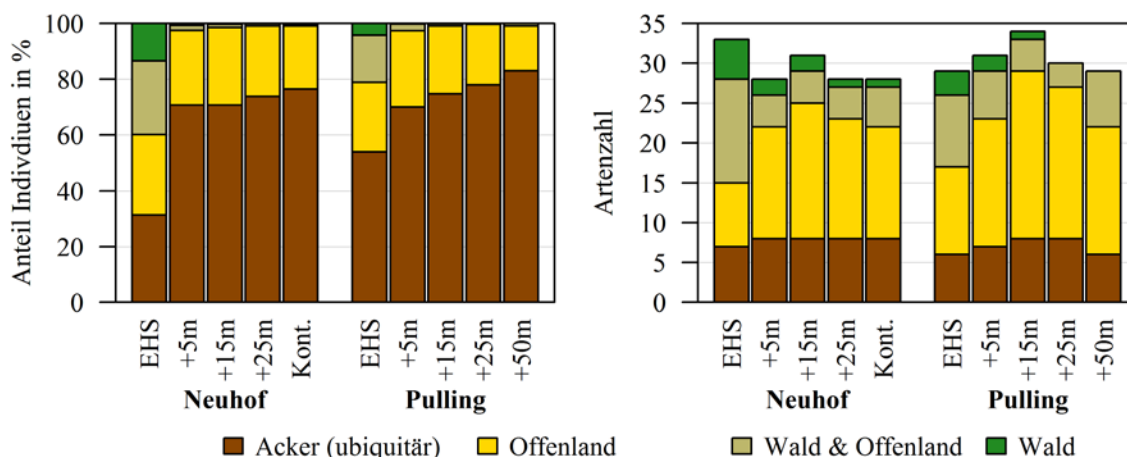 Anteil Indivdiuen in %
100
80
60
40
20
0
EHS
+5m
+15m
+25m
Kont.
EHS
+5m
+15m
+25m
+50m
Neuhof
Pulling
Artenzahl
35
30
25
20
15
10
5
0
EHS
+5m
+15m
+25m
Kont.
EHS
+5m
+15m
+25m
+50m
Neuhof
Pulling
Acker (ubiquitär)
Offenland
Wald & Offenland
Wald